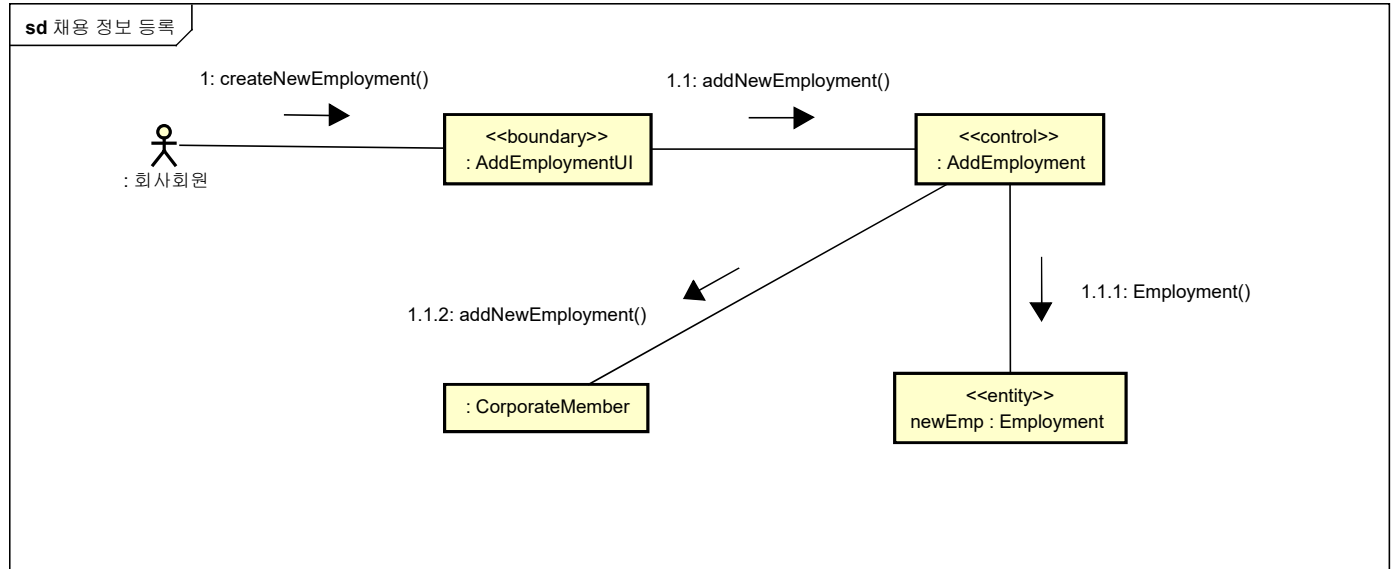 sd 채용 정보 등록
1: createNewEmployment()
1.1: addNewEmployment()
<<boundary>>
: AddEmploymentUI
<<control>>
: AddEmployment
: 회사회원
1.1.1: Employment()
1.1.2: addNewEmployment()
: CorporateMember
<<entity>>
newEmp : Employment